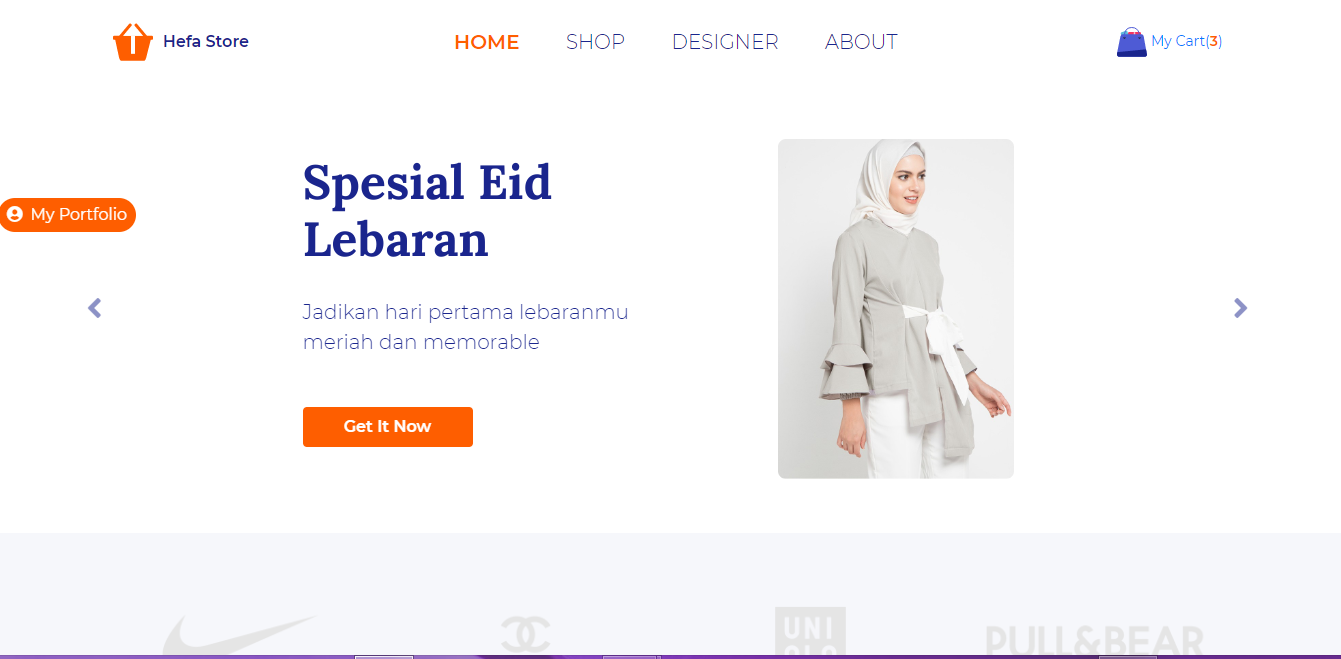 Hefa Store
HOME
SHOP
DESIGNER
ABOUT
My Cart(3)
Spesial Eid
Lebaran
My Portfolio
Jadikan hari pertama lebaranmu
meriah dan memorable
Get It Now
UNI
QLO
PULL&BEAR